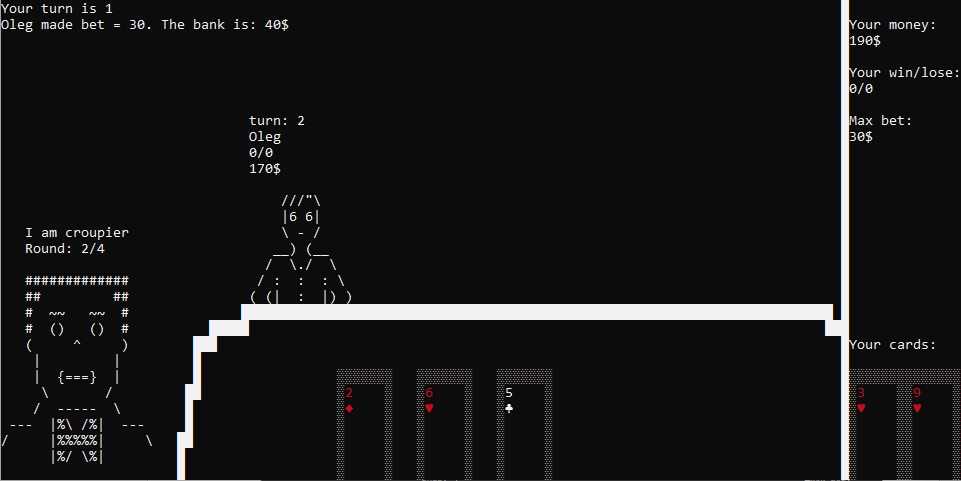 Your turn is 1
Oleg made bet = 30. The bank is: 40$
Your money:
190$
Your win/lose:
0/0
Max bet:
30$
turn: 2
Oleg
0/0
170$
I am croupier
Round: 2/4
Your cards:
2 6 5 3 9
♦ ♥ ♣ ♥ ♥